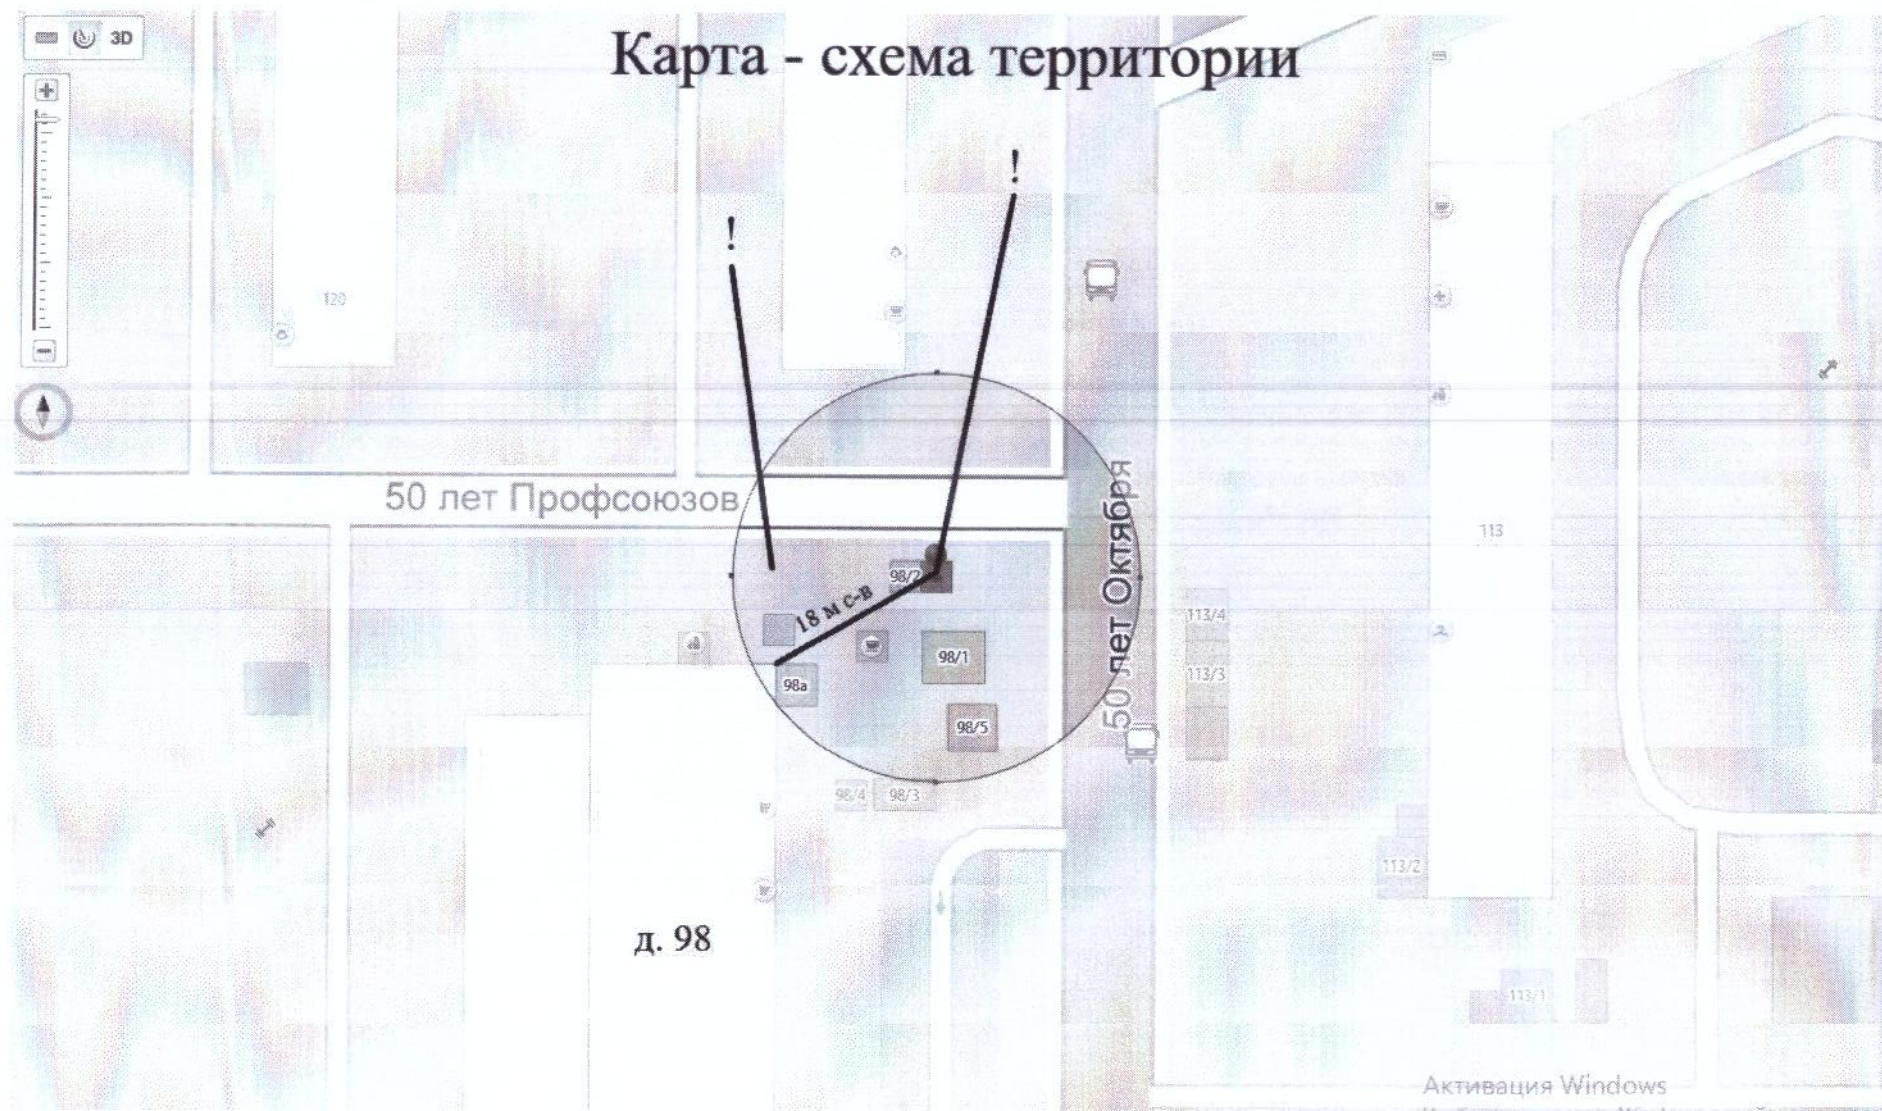 3D
Карта - схема территории
!
!
120
50 лет Профсоюзов
50 лет Октября
98/2
18 м с-в
98/1
98а
98/5
98/4
98/3
113
113/4
113/3
113/2
113/1
д. 98
Активация Windows